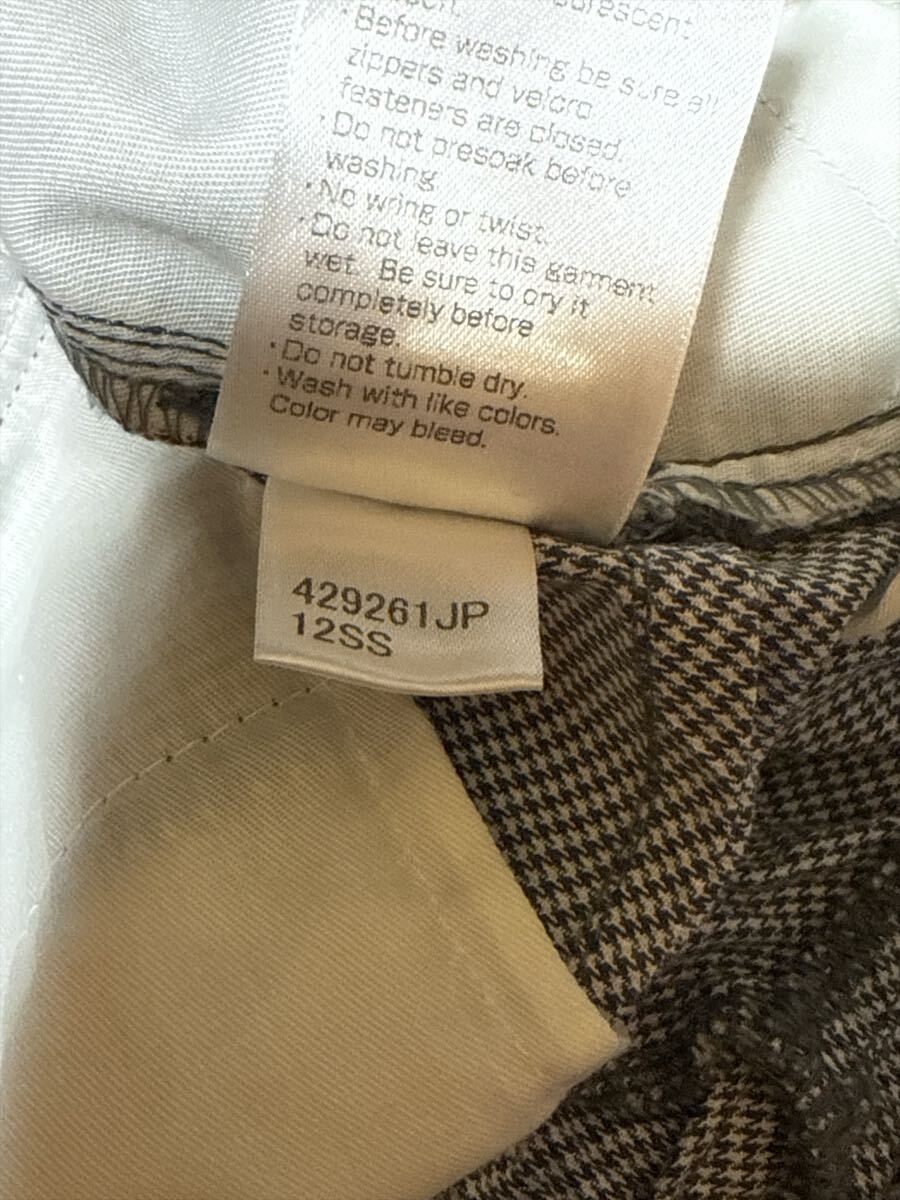 · Before washing be sure all
zippers and velcro
fasteners are closed.
· Do not presoak before
washing
· No wring or twist.
· Do not leave this garment
wet. Be sure to dry it
completely before
storage.
· Do not tumble dry.
· Wash with like colors.
Color may bleed.
429261JP
12SS